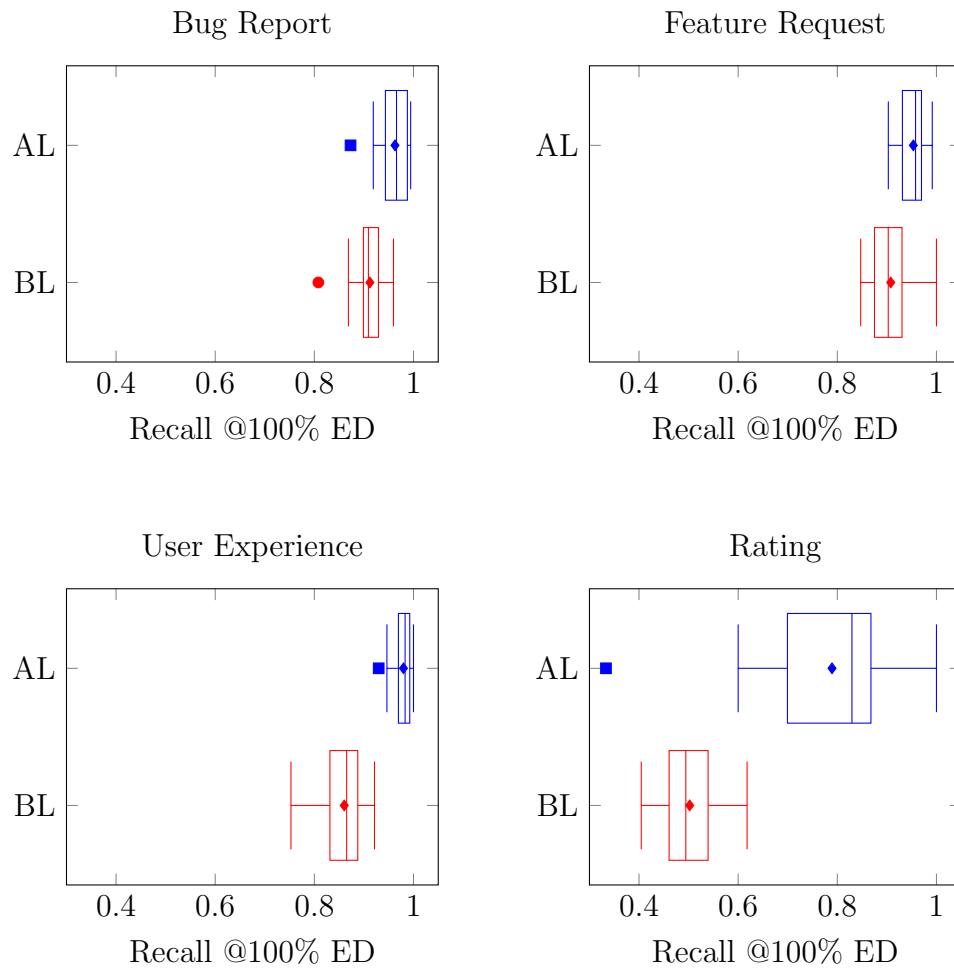 Bug Report
AL
BL
0.4 0.6 0.8 1
Recall @100% ED
Feature Request
AL
BL
0.4 0.6 0.8 1
Recall @100% ED
User Experience
AL
BL
0.4 0.6 0.8 1
Recall @100% ED
Rating
AL
BL
0.4 0.6 0.8 1
Recall @100% ED